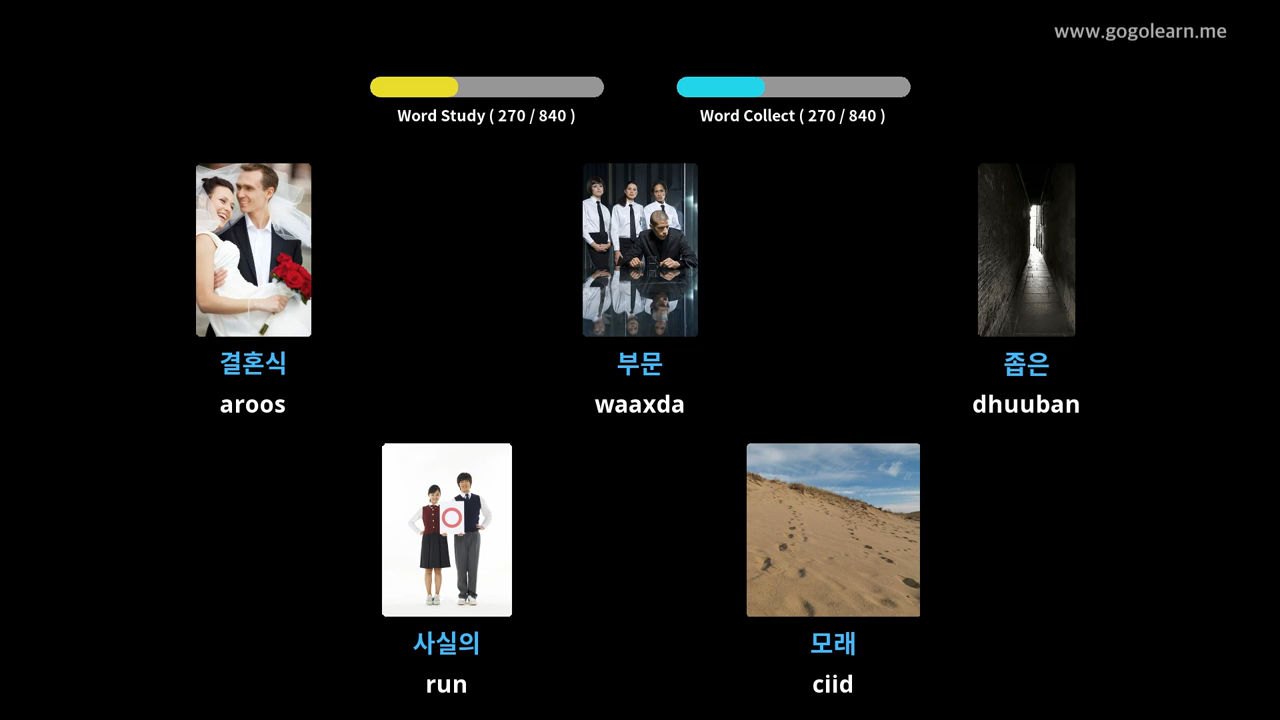 www.gogolearn.me
Word Study ( 270 / 840 )
Word Collect ( 270 / 840 )
결혼식
aroos
부문
waaxda
좁은
dhuuban
사실의
run
모래
ciid